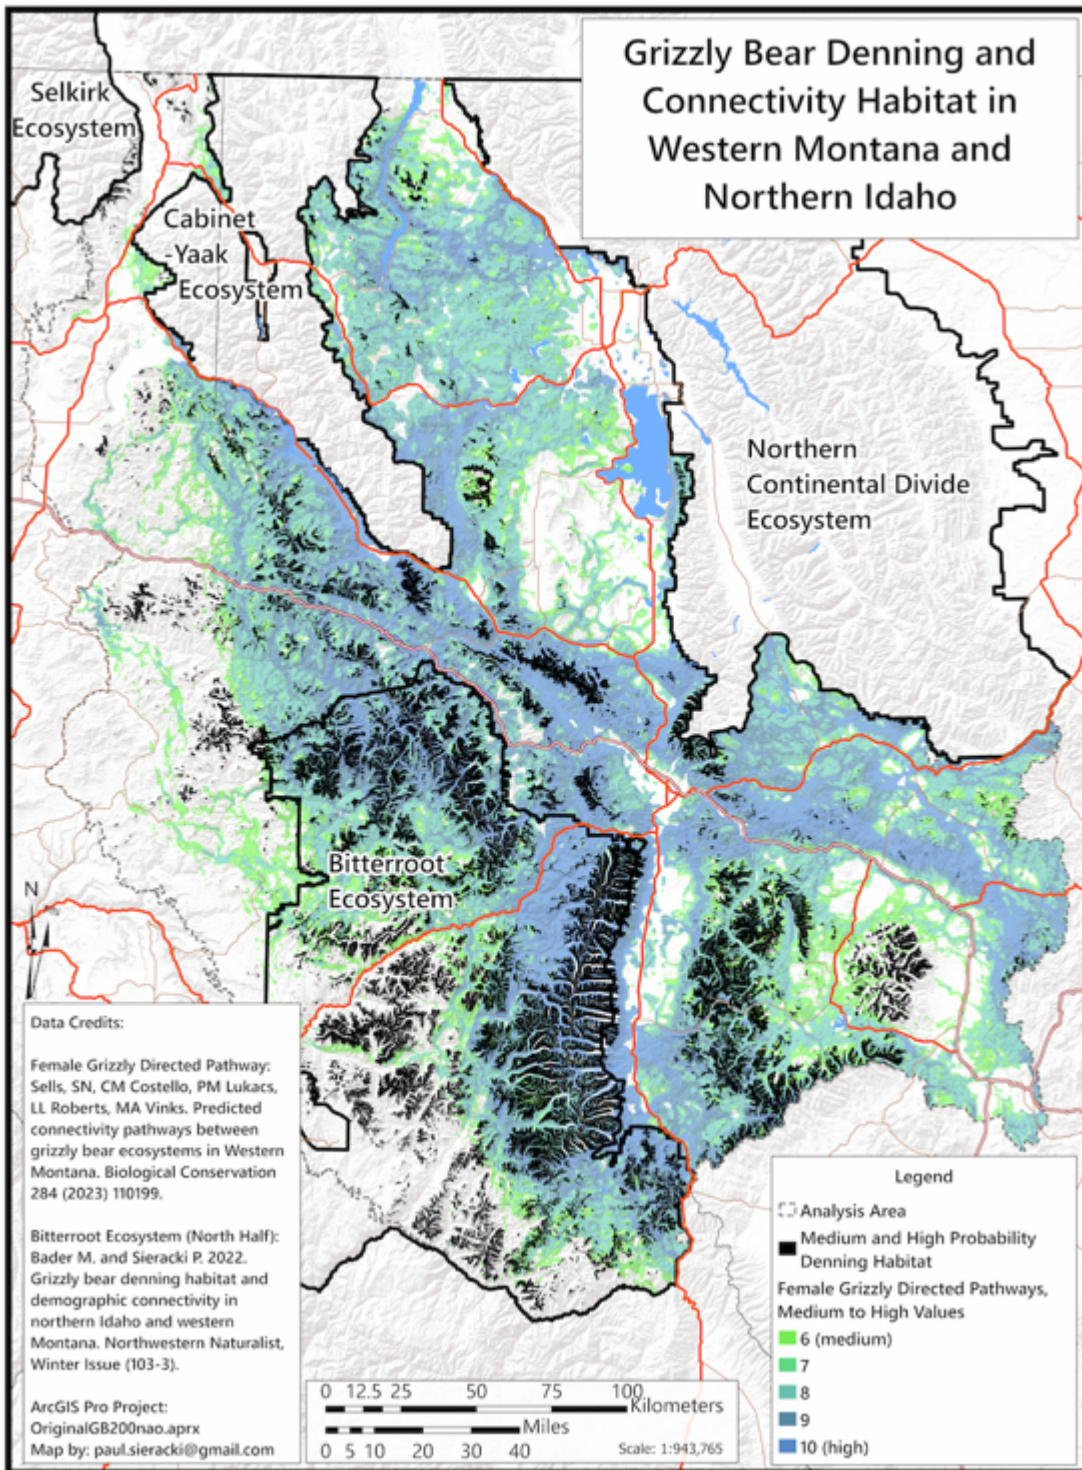 Grizzly Bear Denning and
Connectivity Habitat in
Western Montana and
Northern Idaho
Selkirk
Ecosystem
Cabinet
-Yaak
Ecosystem
Northern
Continental Divide
Ecosystem
Bitterroot
Ecosystem
N
Data Credits:
Female Grizzly Directed Pathway:
Sells, SN, CM Costello, PM Lukacs,
LL Roberts, MA Vinks. Predicted
connectivity pathways between
grizzly bear ecosystems in Western
Montana. Biological Conservation
284 (2023) 110199.
Bitterroot Ecosystem (North Half):
Bader M. and Sieracki P. 2022.
Grizzly bear denning habitat and
demographic connectivity in
northern Idaho and western
Montana. Northwestern Naturalist,
Winter Issue (103-3).
ArcGIS Pro Project:
OriginalGB200nao.aprx
Map by: paul.sieracki@gmail.com
0 12.5 25 50 75 100
Kilometers
Miles
0 5 10 20 30 40
Scale: 1:943,765
Legend
Analysis Area
Medium and High Probability
Denning Habitat
Female Grizzly Directed Pathways,
Medium to High Values
6 (medium)
7
8
9
10 (high)